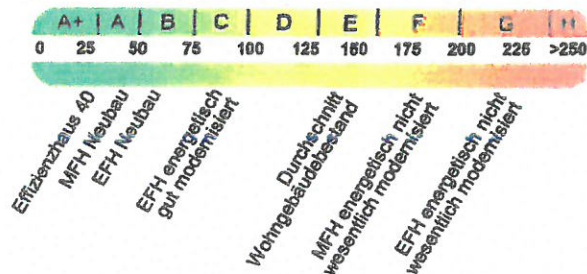 A+ | A | B | C | D | E | F | G | H
0 25 50 75 100 125 150 175 200 225 >250
Effizienzhaus 40
MFH Neubau
EFH Neubau
EFH energetisch
gut modernisiert
Durchschnitt
Wohngebäudebestand
MFH energetisch nicht
wesentlich modernisiert
EFH energetisch nicht
wesentlich modernisiert